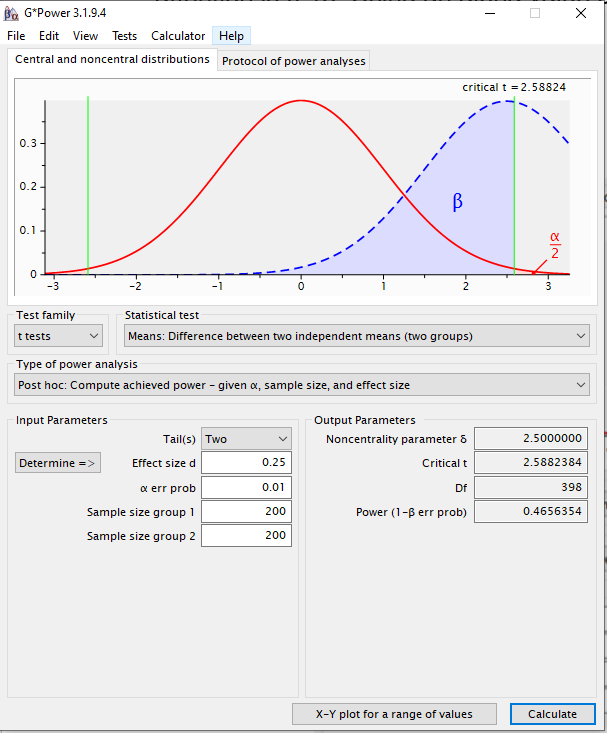 G*Power 3.1.9.4
File Edit View Tests Calculator Help
Central and noncentral distributions
Protocol of power analyses
critical t = 2.58824
0.3
0.2
0.1
0
β
α
2
-3 -2 -1 0 1 2 3
Test family
t tests
Statistical test
Means: Difference between two independent means (two groups)
Type of power analysis
Post hoc: Compute achieved power - given α, sample size, and effect size
Input Parameters
Tail(s) Two
Determine => Effect size d 0.25
α err prob 0.01
Sample size group 1 200
Sample size group 2 200
Output Parameters
Noncentrality parameter δ 2.5000000
Critical t 2.5882384
Df 398
Power (1-β err prob) 0.4656354
X-Y plot for a range of values
Calculate